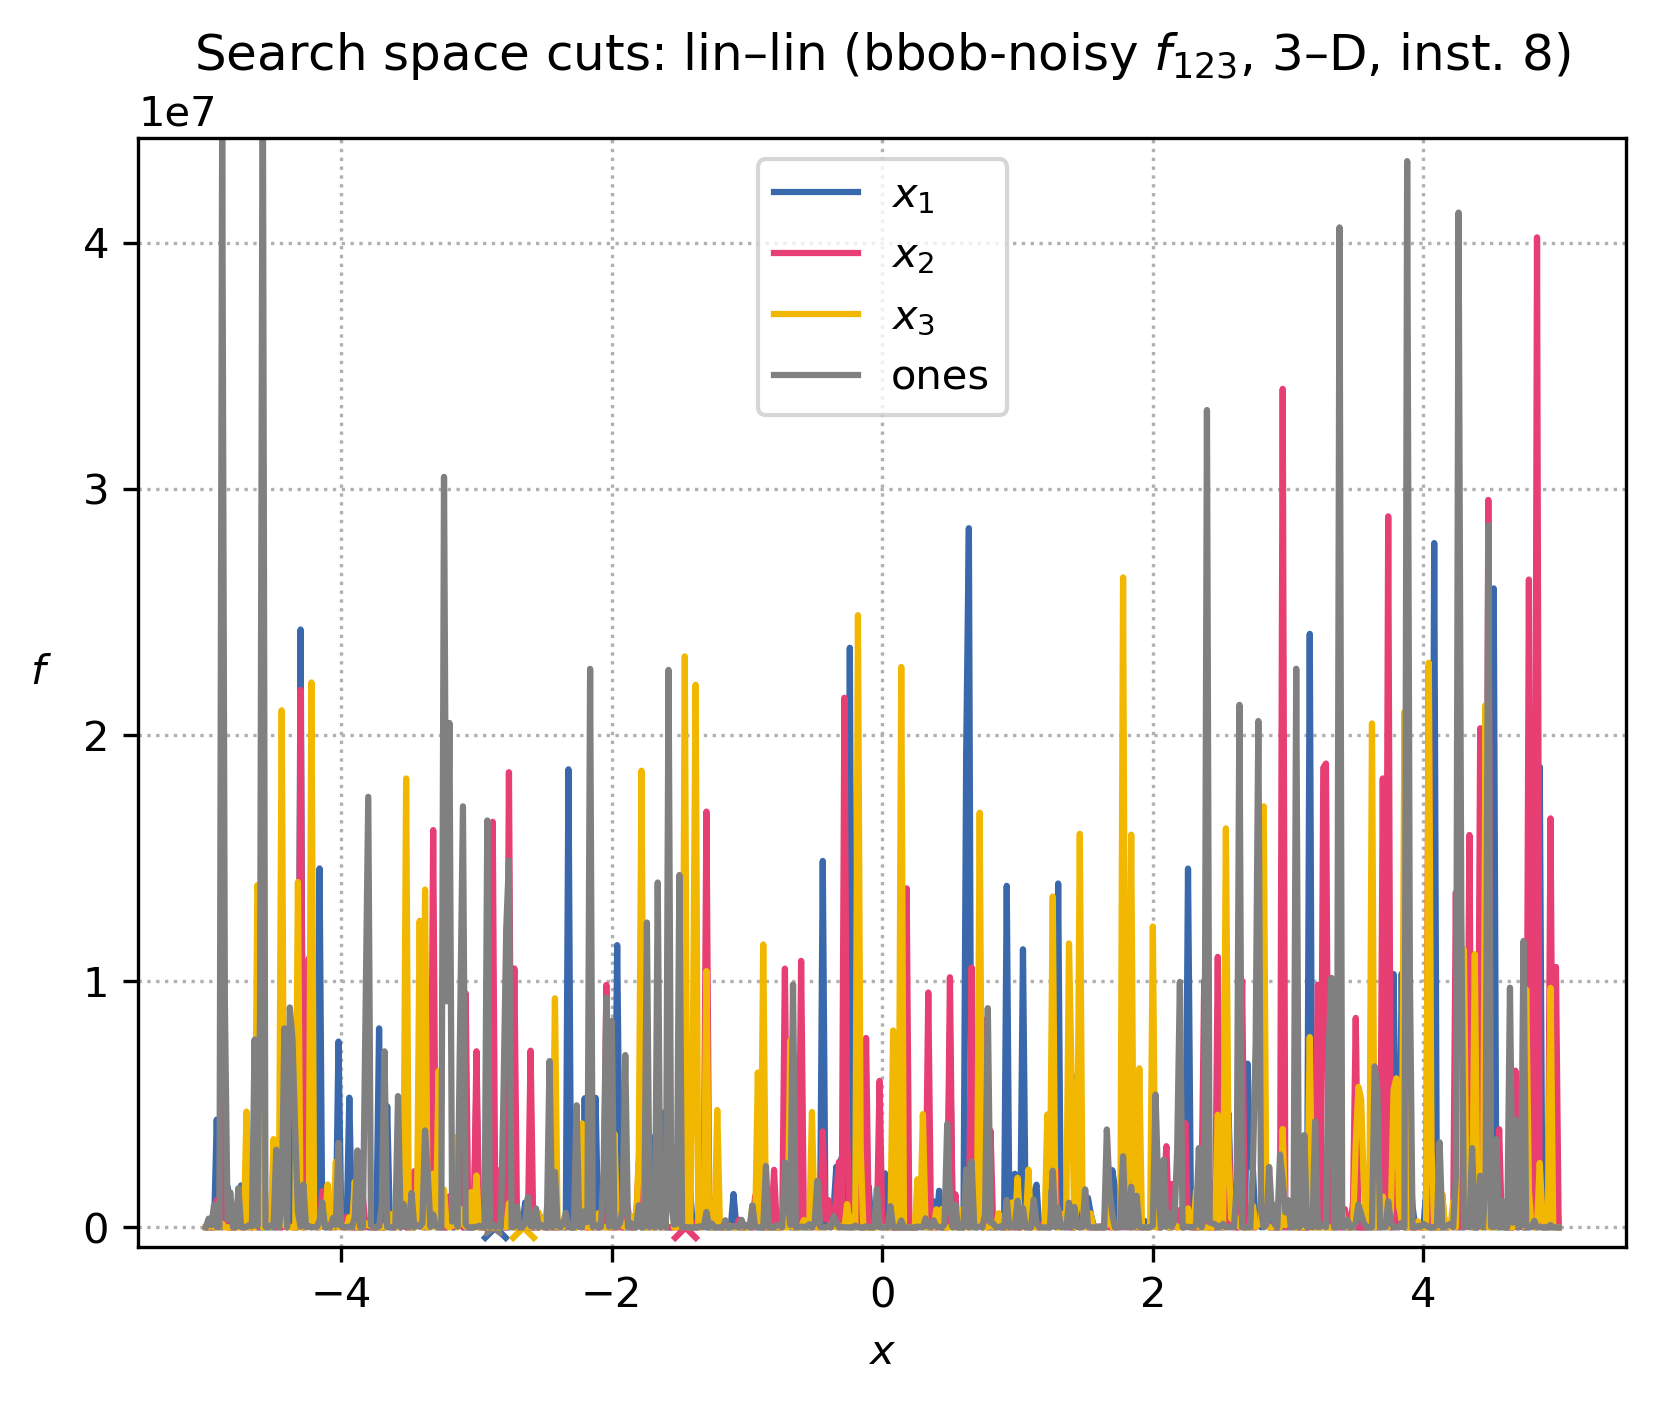 Search space cuts: lin–lin (bbob-noisy f₁₂₃, 3–D, inst. 8)
1e7
x₁
x₂
x₃
ones
4
3
2
1
0
f
−4 −2 0 2 4
x